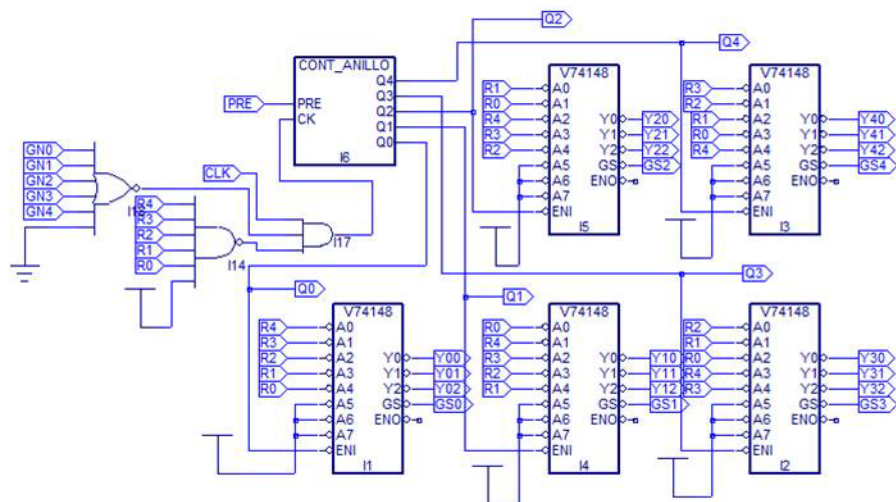 Q2
Q4
CONT_ANILLO
Q4
Q3
Q2
Q1
Q0
PRE
CK
I6
PRE
V74148
R1 A0
R0 A1
R4 A2 Y0 Y20
R3 A3 Y1 Y21
R2 A4 Y2 Y22
A5 GS GS2
A6 ENO
A7
ENI
I5
V74148
R3 A0
R2 A1
R1 A2 Y0 Y40
R0 A3 Y1 Y41
R4 A4 Y2 Y42
A5 GS GS4
A6 ENO
A7
ENI
I3
GN0
GN1
GN2
GN3
GN4
CLK
R4
R3
R2
R1
R0
I14
I17
Q0
Q1
Q3
V74148
R4 A0
R3 A1
R2 A2 Y0 Y00
R1 A3 Y1 Y01
R0 A4 Y2 Y02
A5 GS GS0
A6 ENO
A7
ENI
I1
V74148
R0 A0
R4 A1
R3 A2 Y0 Y10
R2 A3 Y1 Y11
R1 A4 Y2 Y12
A5 GS GS1
A6 ENO
A7
ENI
I4
V74148
R2 A0
R1 A1
R0 A2 Y0 Y30
R4 A3 Y1 Y31
R3 A4 Y2 Y32
A5 GS GS3
A6 ENO
A7
ENI
I2